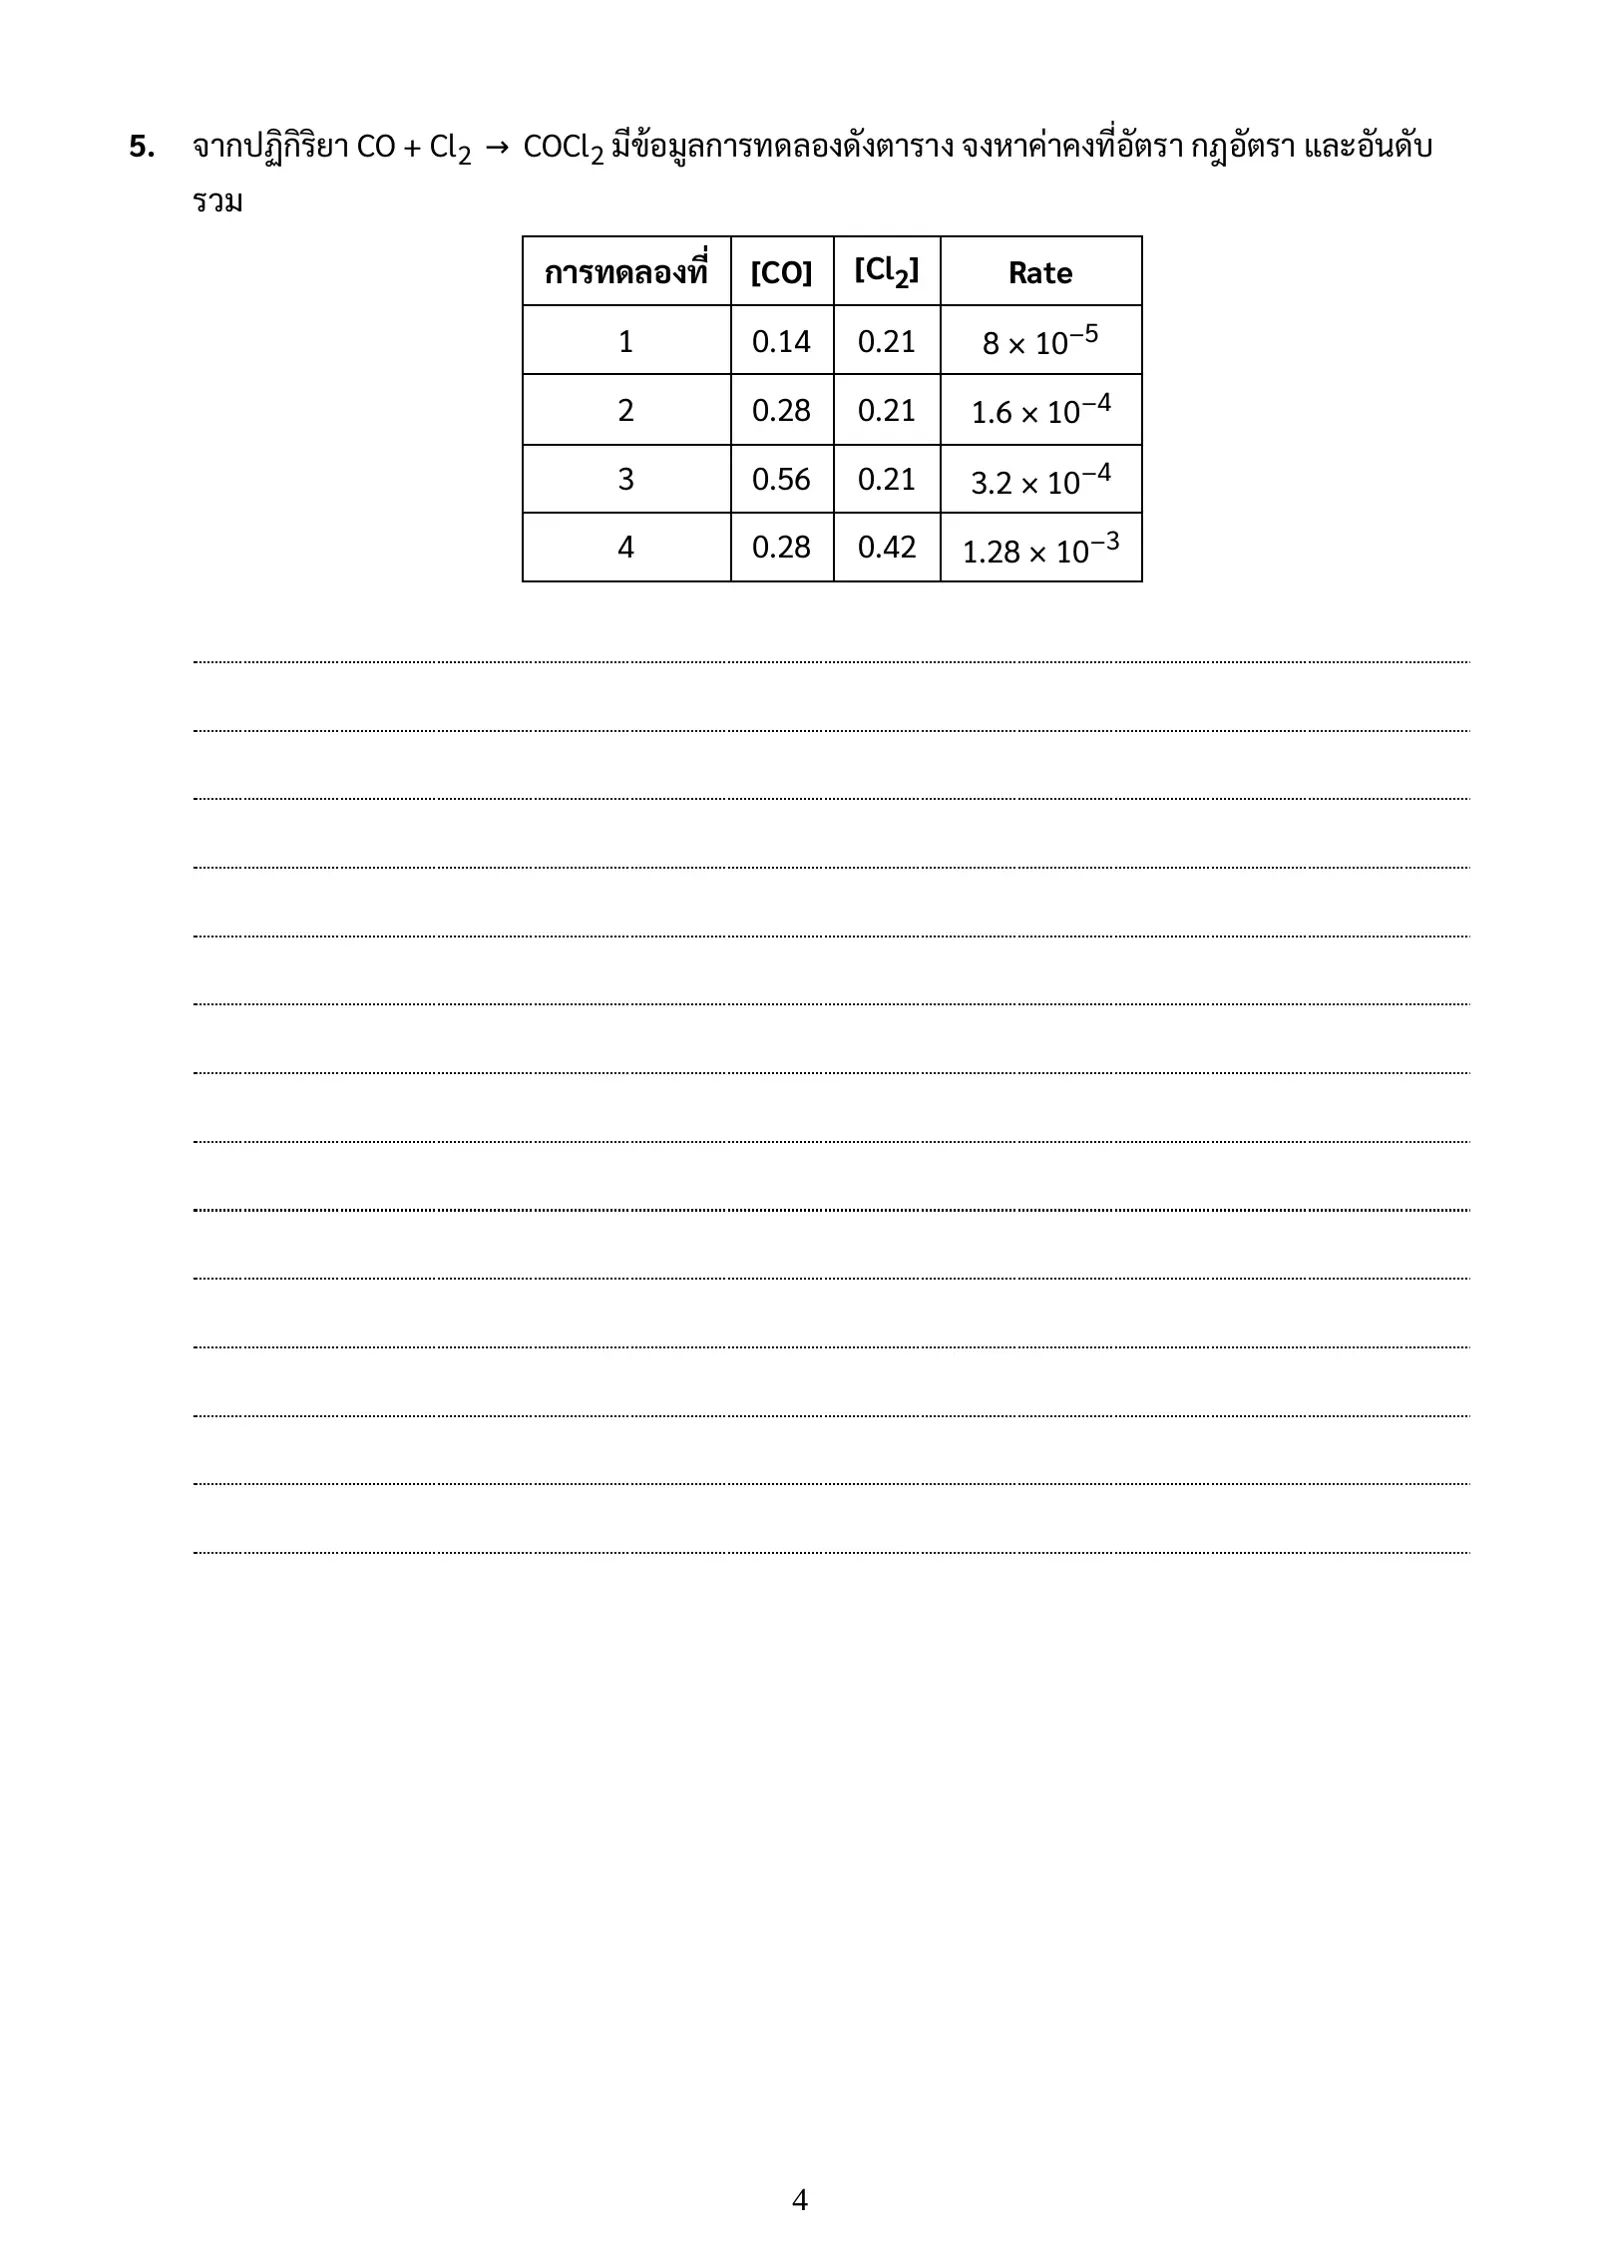 5. จากปฏิกิริยา CO + Cl₂ → COCl₂ มีข้อมูลการทดลองดังตาราง จงหาค่าคงที่อัตรา กฎอัตรา และอันดับ
รวม
การทดลองที่ [CO] [Cl₂] Rate
1 0.14 0.21 8 × 10⁻⁵
2 0.28 0.21 1.6 × 10⁻⁴
3 0.56 0.21 3.2 × 10⁻⁴
4 0.28 0.42 1.28 × 10⁻³
4